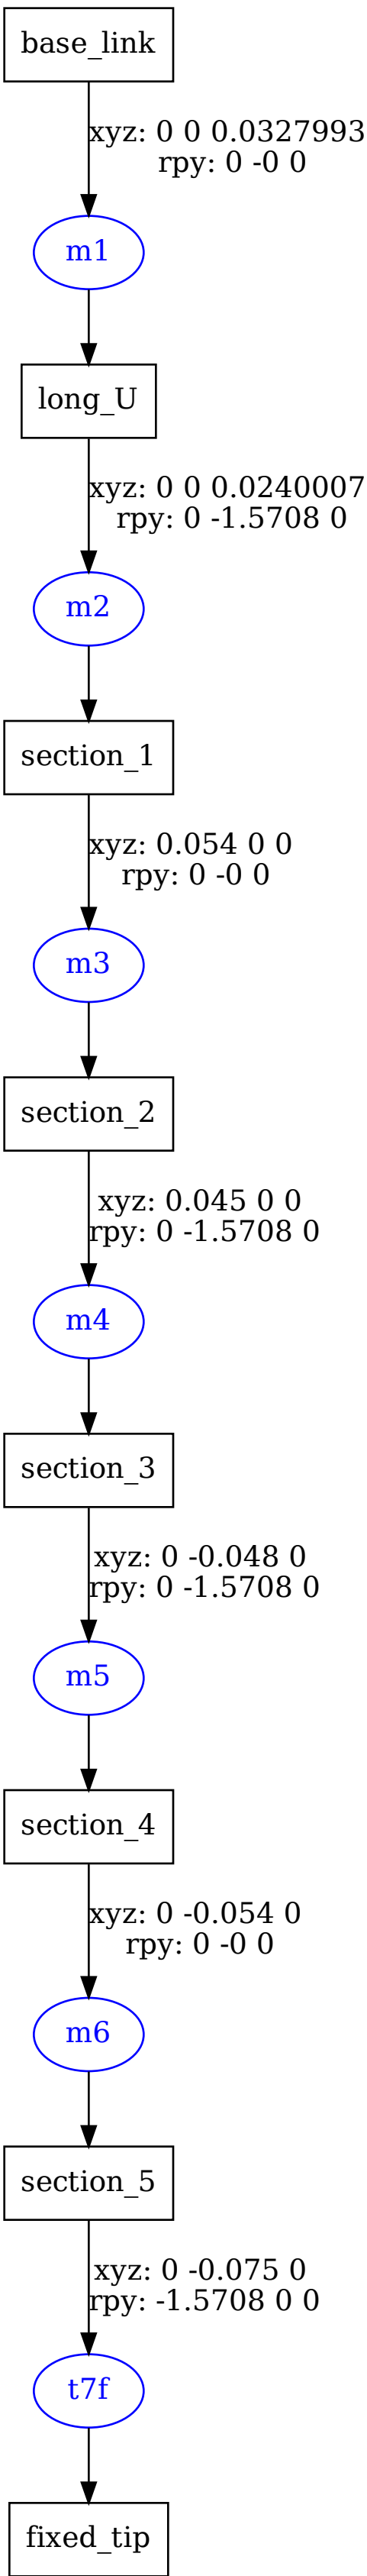 base_link
xyz: 0 0 0.0327993
rpy: 0 -0 0
m1
long_U
xyz: 0 0 0.0240007
rpy: 0 -1.5708 0
m2
section_1
xyz: 0.054 0 0
rpy: 0 -0 0
m3
section_2
xyz: 0.045 0 0
rpy: 0 -1.5708 0
m4
section_3
xyz: 0 -0.048 0
rpy: 0 -1.5708 0
m5
section_4
xyz: 0 -0.054 0
rpy: 0 -0 0
m6
section_5
xyz: 0 -0.075 0
rpy: -1.5708 0 0
t7f
fixed_tip